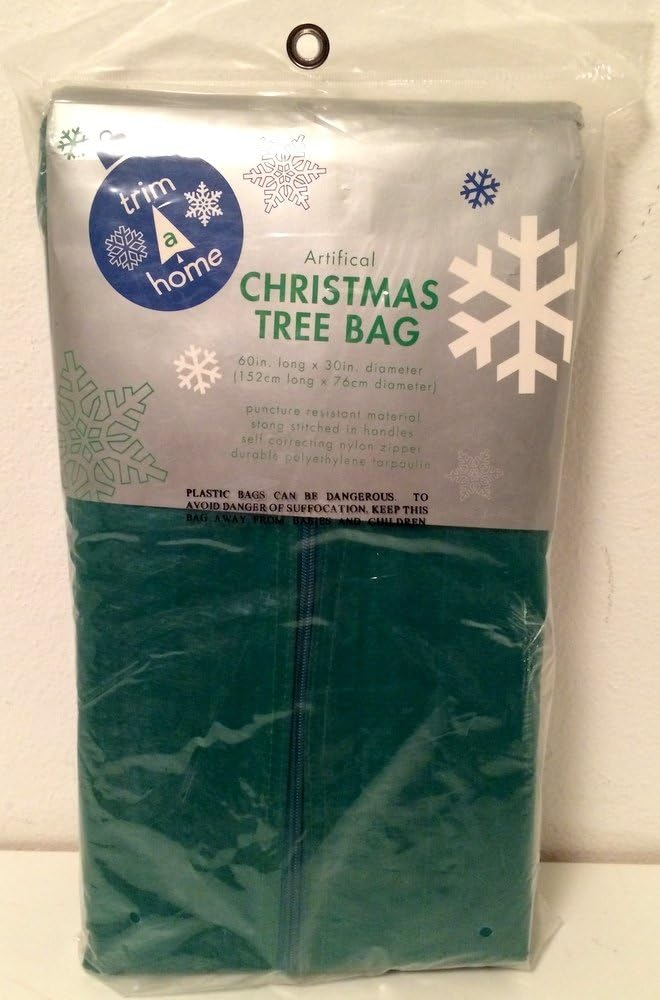 trim
a
home
Artifical
CHRISTMAS
TREE BAG
60in. long x 30in. diameter
(152cm long x 76cm diameter)
puncture resistant material
stong stitched in handles
self correcting nylon zipper
durable polyethylene tarpaulin
PLASTIC BAGS CAN BE DANGEROUS. TO
AVOID DANGER OF SUFFOCATION, KEEP THIS
BAG AWAY FROM BABIES AND CHILDREN